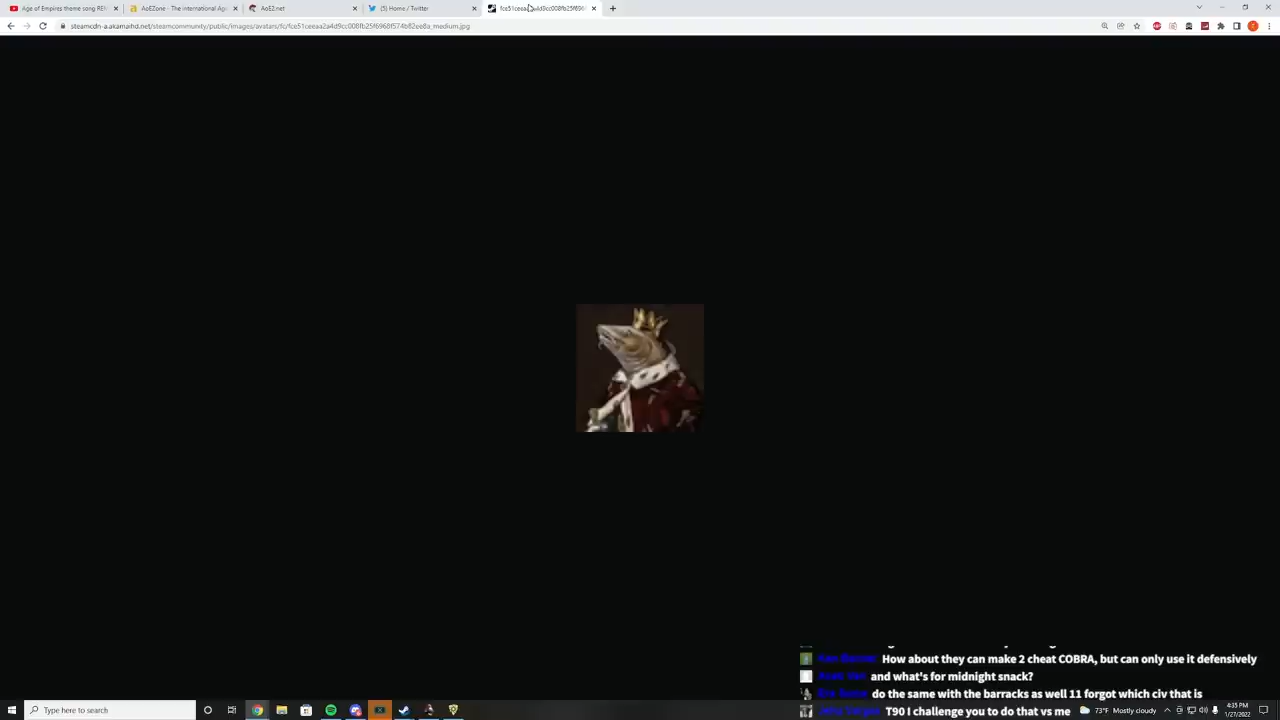 Age of Empires theme song REM
AoEZone - The International Ag
AoE2.net
(5) Home / Twitter
steamcdn-a.akamaihd.net/steamcommunity/public/images/avatars/fc/fce51ceeaa2a4d9cc008fb25f6968f574b82ee8a_medium.jpg
How about they can make 2 cheat COBRA, but can only use it defensively
and what's for midnight snack?
do the same with the barracks as well 11 forgot which civ that is
T90 I challenge you to do that vs me
Type here to search
73°F Mostly cloudy
4:35 PM
1/27/2022